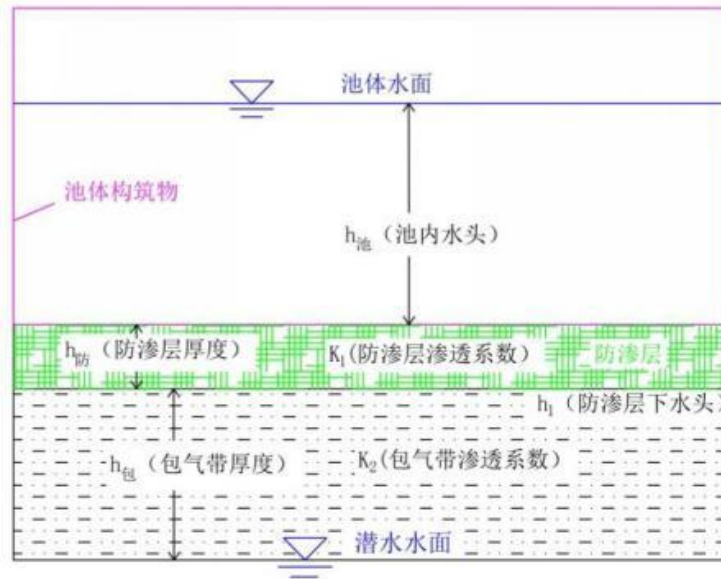 池体水面
池体构筑物
h池（池内水头）
h防（防渗层厚度）
K1(防渗层渗透系数）
防渗层
h1（防渗层下水头）
h包（包气带厚度）
K2(包气带渗透系数）
潜水水面